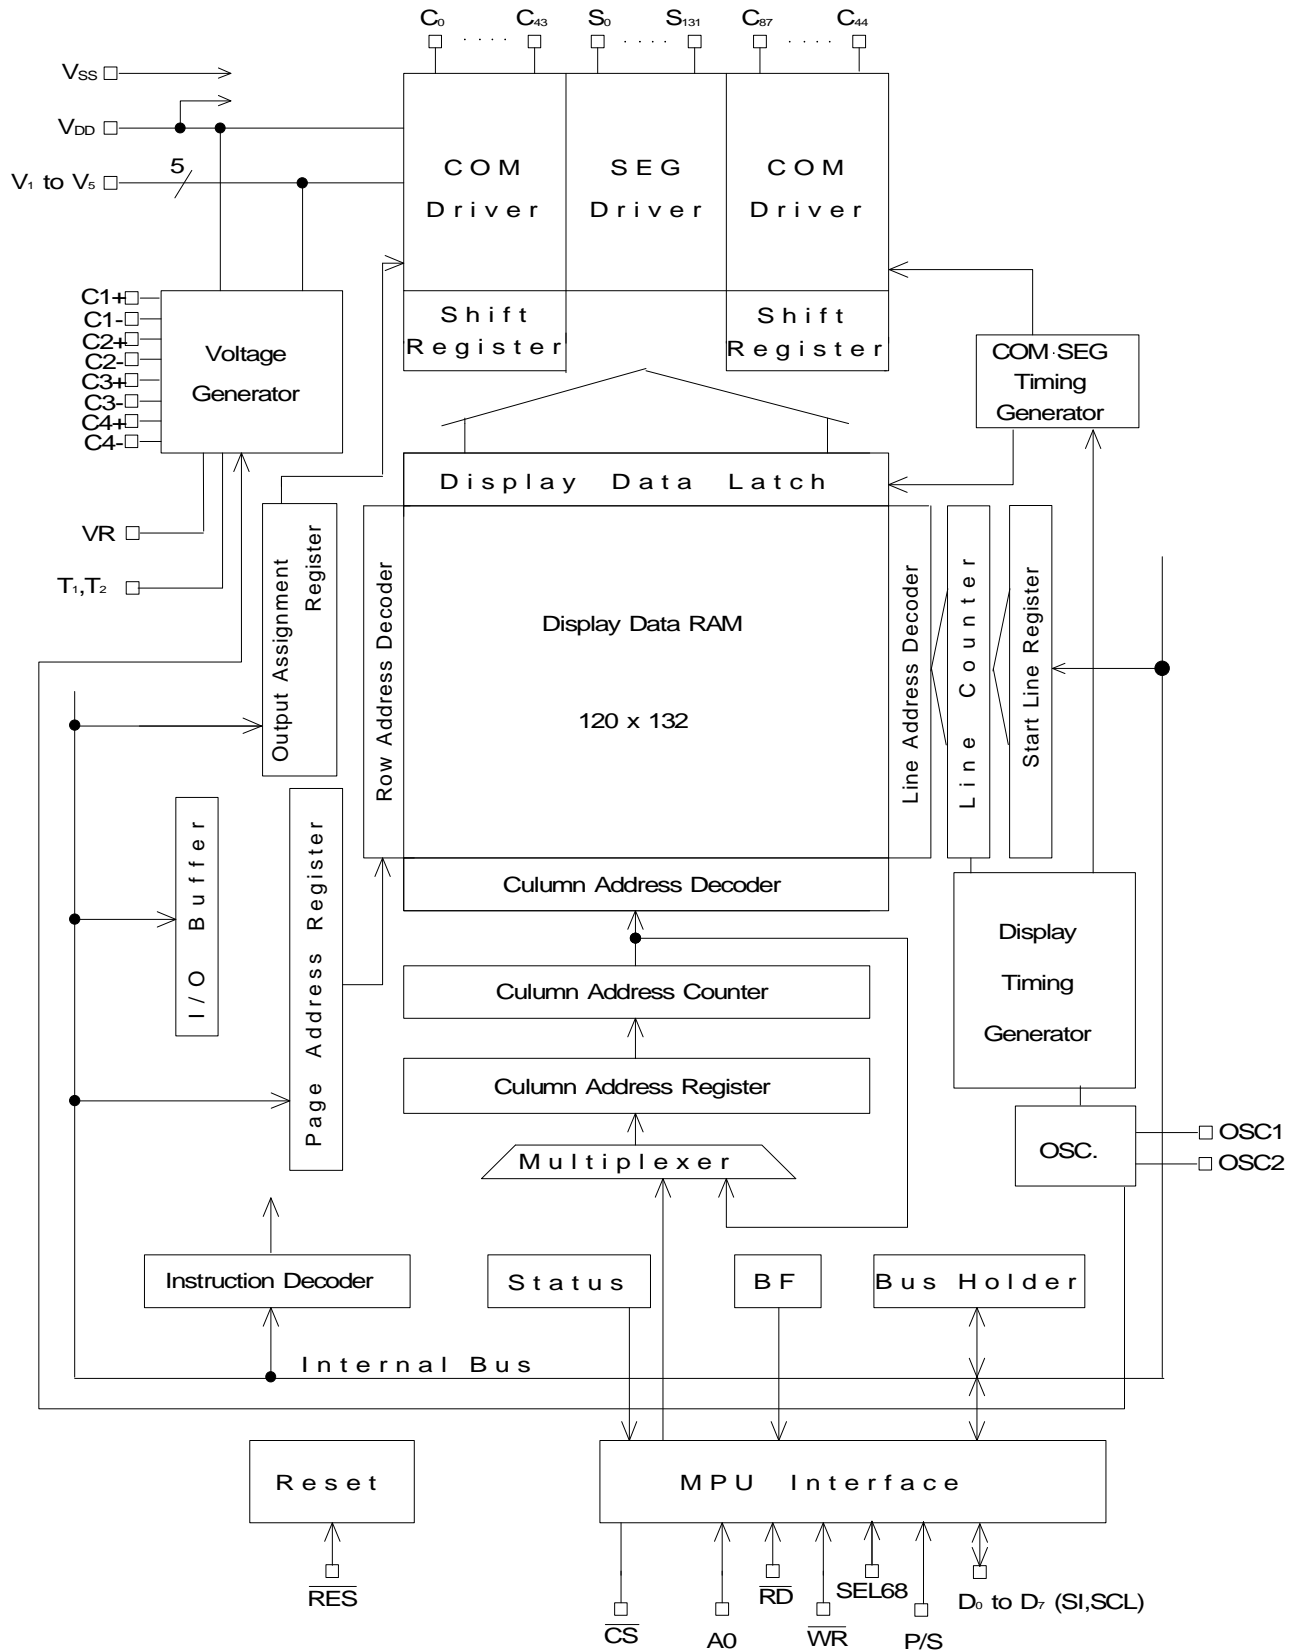 C₀ ···· C₄₃ S₀ ···· S₁₃₁ C₈₇ ···· C₄₄
VSS
VDD
V₁ to V₅
5
COM
Driver
SEG
Driver
COM
Driver
Shift
Register
Shift
Register
C1+
C1-
C2+
C2-
C3+
C3-
C4+
C4-
Voltage
Generator
COM·SEG
Timing
Generator
VR
T₁,T₂
Display Data Latch
Output Assignment
Register
Row Address Decoder
Display Data RAM
120 x 132
Line Address Decoder
Line Counter
Start Line Register
I/O Buffer
Page Address Register
Culumn Address Decoder
Culumn Address Counter
Culumn Address Register
Multiplexer
Display
Timing
Generator
OSC.
OSC1
OSC2
Instruction Decoder
Status
BF
Bus Holder
Internal Bus
Reset
MPU Interface
R̅E̅S̅
C̅S̅
A0
R̅D̅
W̅R̅
SEL68
P/S
D₀ to D₇ (SI,SCL)